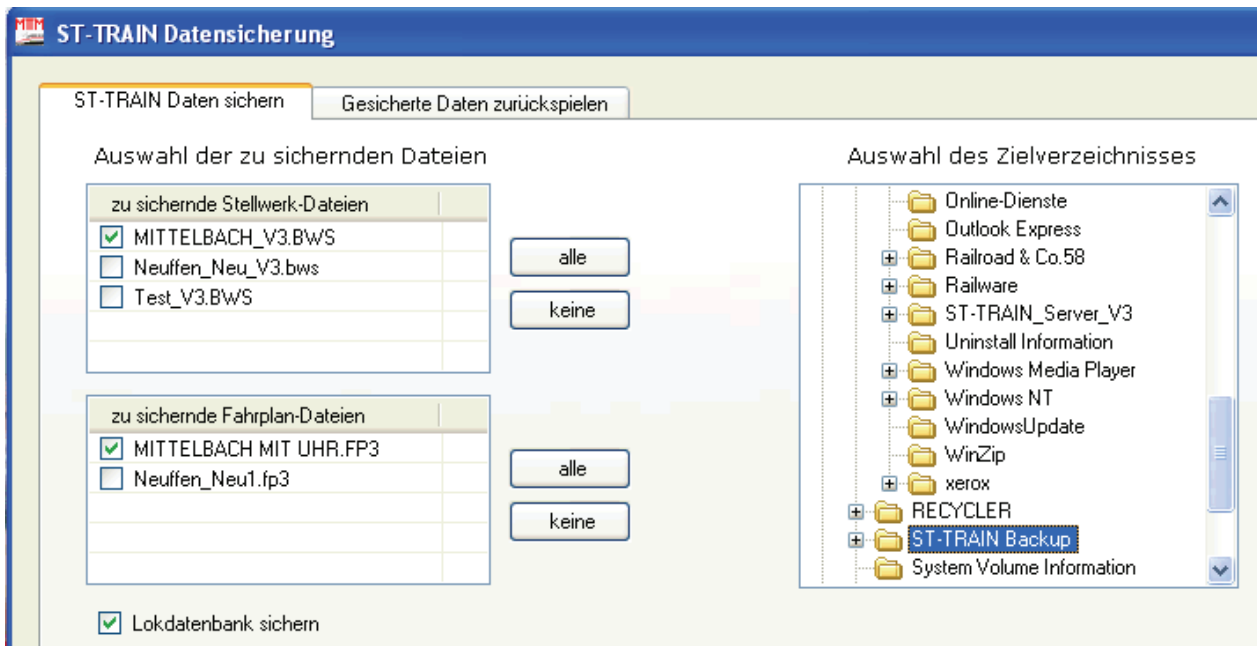 MTTM ST-TRAIN Datensicherung
ST-TRAIN Daten sichern
Gesicherte Daten zurückspielen
Auswahl der zu sichernden Dateien
zu sichernde Stellwerk-Dateien
MITTELBACH_V3.BWS
Neuffen_Neu_V3.bws
Test_V3.BWS
alle
keine
zu sichernde Fahrplan-Dateien
MITTELBACH MIT UHR.FP3
Neuffen_Neu1.fp3
alle
keine
Lokdatenbank sichern
Auswahl des Zielverzeichnisses
Online-Dienste
Outlook Express
Railroad & Co.58
Railware
ST-TRAIN_Server_V3
Uninstall Information
Windows Media Player
Windows NT
WindowsUpdate
WinZip
xerox
RECYCLER
ST-TRAIN Backup
System Volume Information